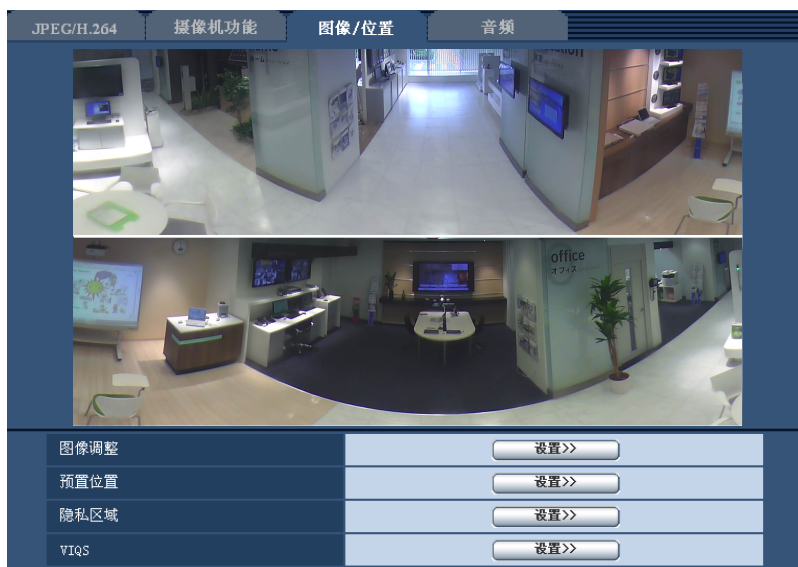 JPEG/H.264 摄像机功能 图像/位置 音频
office
オフィス
图像调整 设置>>
预置位置 设置>>
隐私区域 设置>>
VIQS 设置>>